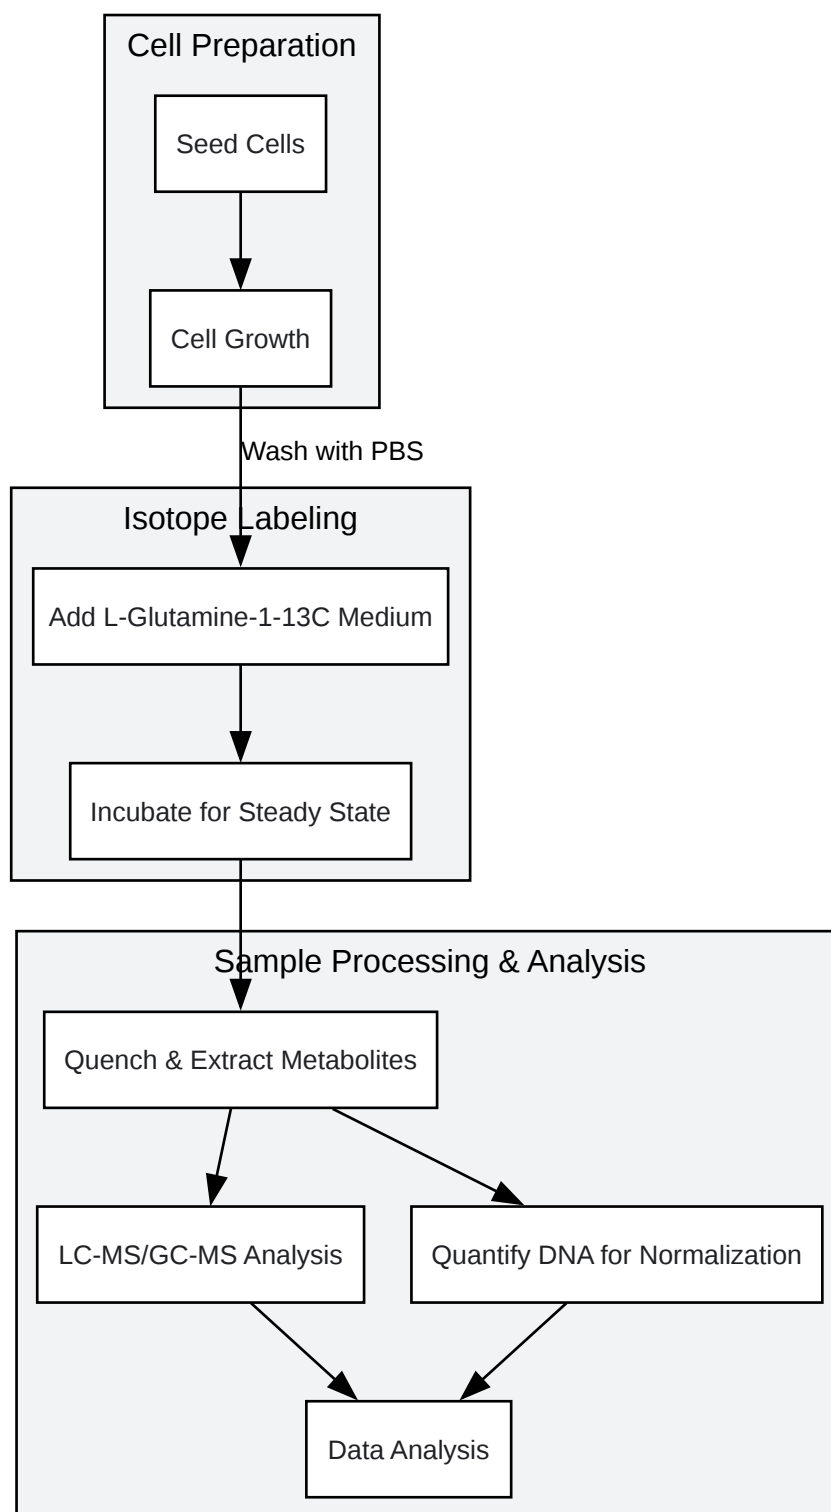 Cell Preparation
Seed Cells
Cell Growth
Wash with PBS
Isotope Labeling
Add L-Glutamine-1-13C Medium
Incubate for Steady State
Sample Processing & Analysis
Quench & Extract Metabolites
LC-MS/GC-MS Analysis
Quantify DNA for Normalization
Data Analysis